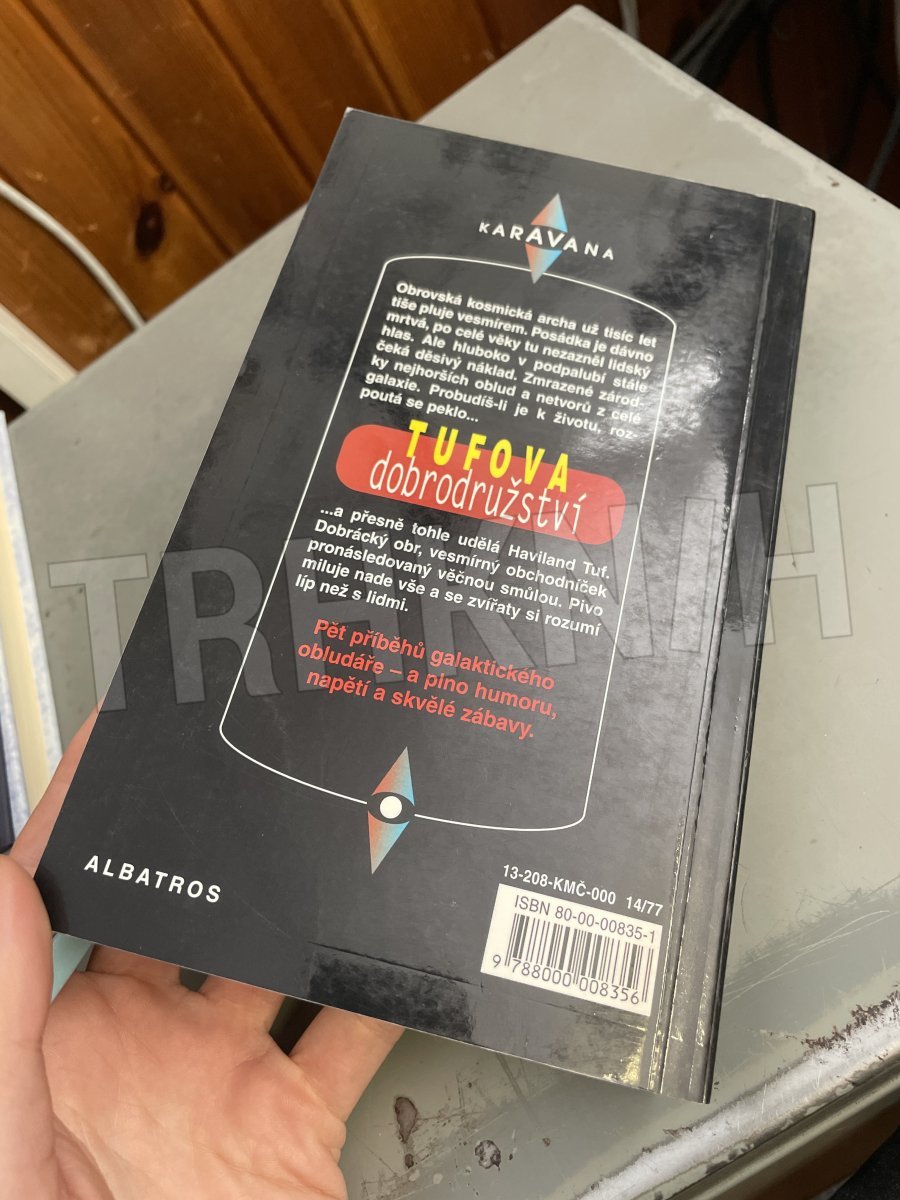 KARAVANA
Obrovská kosmická archa už tisíc let
tiše pluje vesmírem. Posádka je dávno
mrtvá, po celé věky tu nezazněl lidský
hlas. Ale hluboko v podpalubí stále
čeká děsivý náklad. Zmrazené zárod-
ky nejhorších oblud a netvorů z celé
galaxie. Probudíš-li je k životu, roz-
poutá se peklo...
TUFOVA
dobrodružství
...a přesně tohle udělá Haviland Tuf.
Dobrácký obr, vesmírný obchodníček
pronásledovaný věčnou smůlou. Pivo
miluje nade vše a se zvířaty si rozumí
líp než s lidmi.
Pět příběhů galaktického
obludáře – a plno humoru,
napětí a skvělé zábavy.
TRHKNIH
ALBATROS
13-208-KMČ-000 14/77
ISBN 80-00-00835-1
9 788000 008356